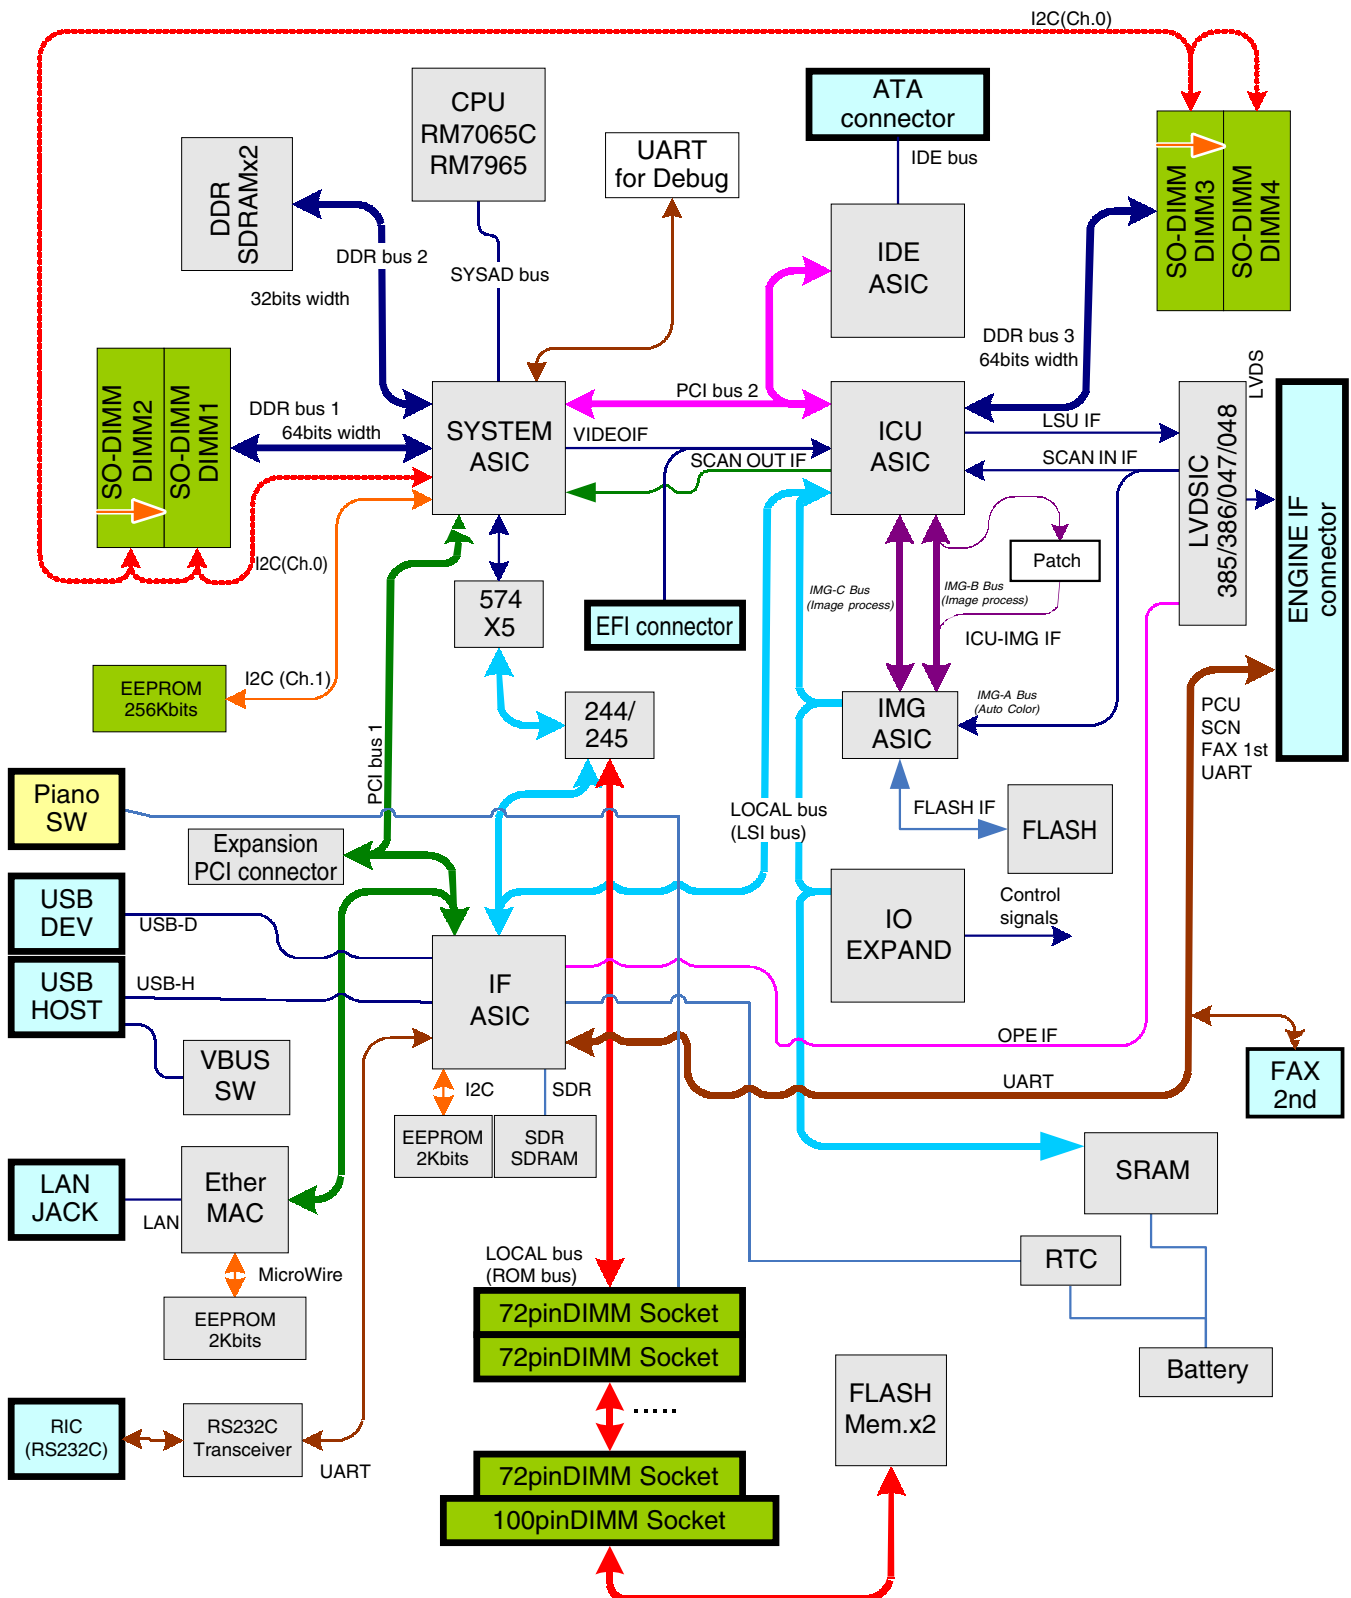 I2C(Ch.0)
CPU
RM7065C
RM7965
ATA
connector
IDE bus
UART
for Debug
DDR
SDRAMx2
SO-DIMM
DIMM3
SO-DIMM
DIMM4
DDR bus 2
SYSAD bus
32bits width
IDE
ASIC
DDR bus 3
64bits width
LVDS
SO-DIMM
DIMM2
SO-DIMM
DIMM1
DDR bus 1
64bits width
PCI bus 2
SYSTEM
ASIC
VIDEOIF
SCAN OUT IF
ICU
ASIC
LSU IF
SCAN IN IF
LVDSIC
385/386/047/048
ENGINE IF
connector
I2C(Ch.0)
574
X5
EFI connector
IMG-C Bus
(Image process)
IMG-B Bus
(Image process)
Patch
ICU-IMG IF
EEPROM
256Kbits
I2C (Ch.1)
244/
245
IMG
ASIC
IMG-A Bus
(Auto Color)
PCU
SCN
FAX 1st
UART
PCI bus 1
Piano
SW
LOCAL bus
(LSI bus)
FLASH IF
FLASH
Expansion
PCI connector
USB
DEV
USB-D
IO
EXPAND
Control
signals
USB
HOST
USB-H
IF
ASIC
OPE IF
VBUS
SW
I2C
SDR
UART
FAX
2nd
EEPROM
2Kbits
SDR
SDRAM
LAN
JACK
LAN
Ether
MAC
SRAM
MicroWire
LOCAL bus
(ROM bus)
RTC
EEPROM
2Kbits
72pinDIMM Socket
72pinDIMM Socket
Battery
FLASH
Mem.x2
......
RIC
(RS232C)
RS232C
Transceiver
UART
72pinDIMM Socket
100pinDIMM Socket